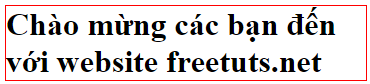 Chào mừng các bạn đến
với website freetuts.net